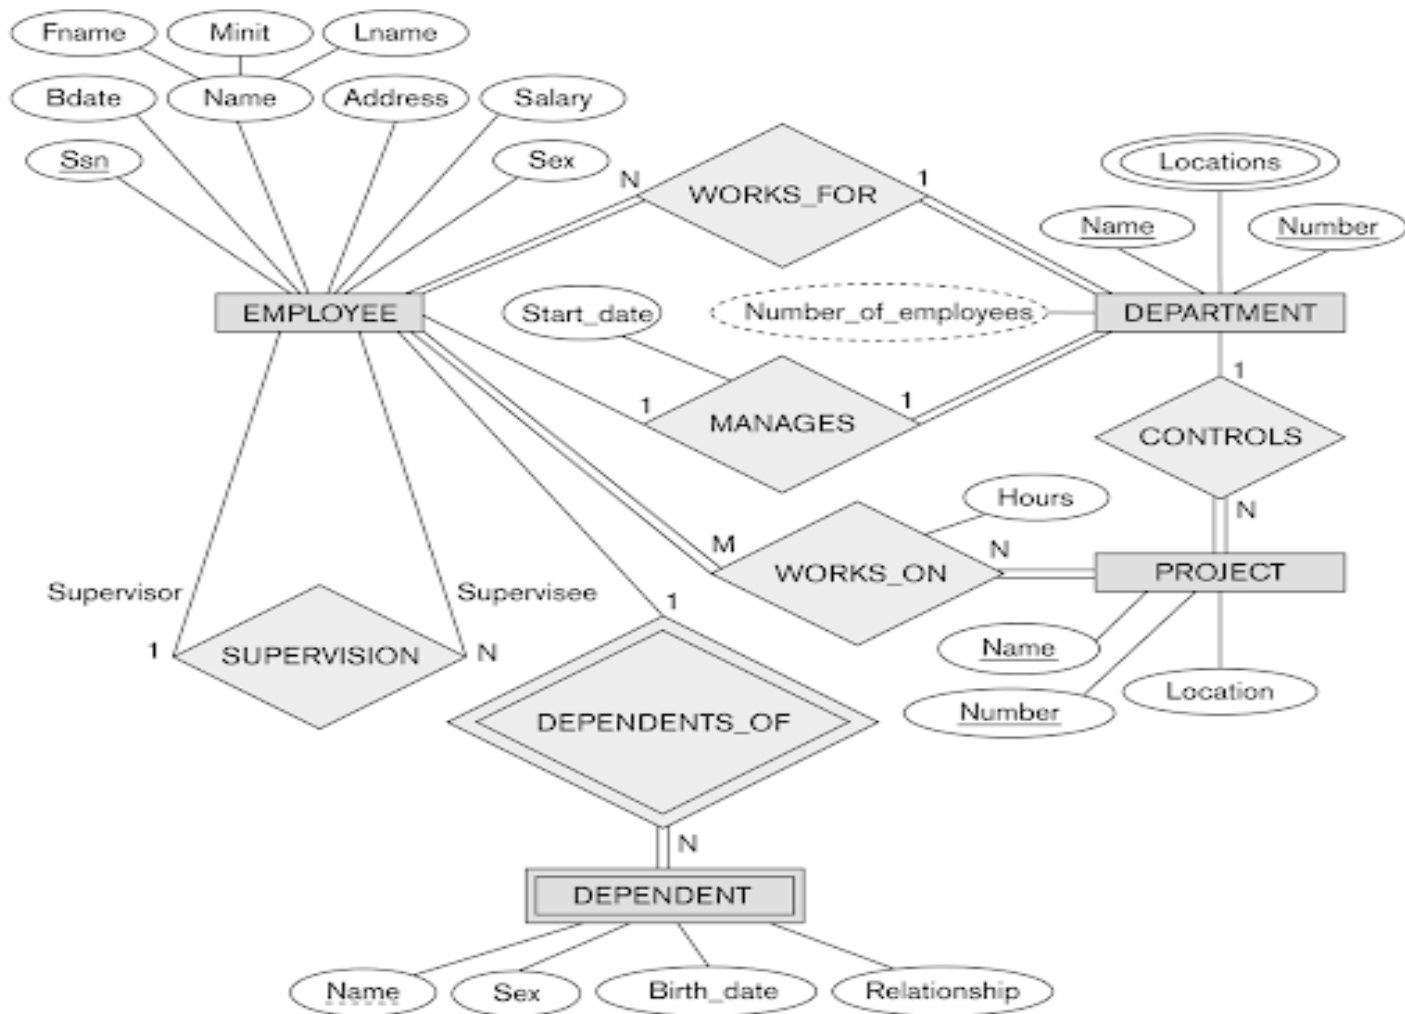 Fname
Minit
Lname
Bdate
Name
Address
Salary
Ssn
Sex
N
WORKS_FOR
1
Locations
Name
Number
EMPLOYEE
Start_date
Number_of_employees
DEPARTMENT
1
MANAGES
1
1
CONTROLS
N
Hours
M
WORKS_ON
N
PROJECT
Supervisor
Supervisee
1
SUPERVISION
N
1
Name
Number
Location
DEPENDENTS_OF
N
DEPENDENT
Name
Sex
Birth_date
Relationship